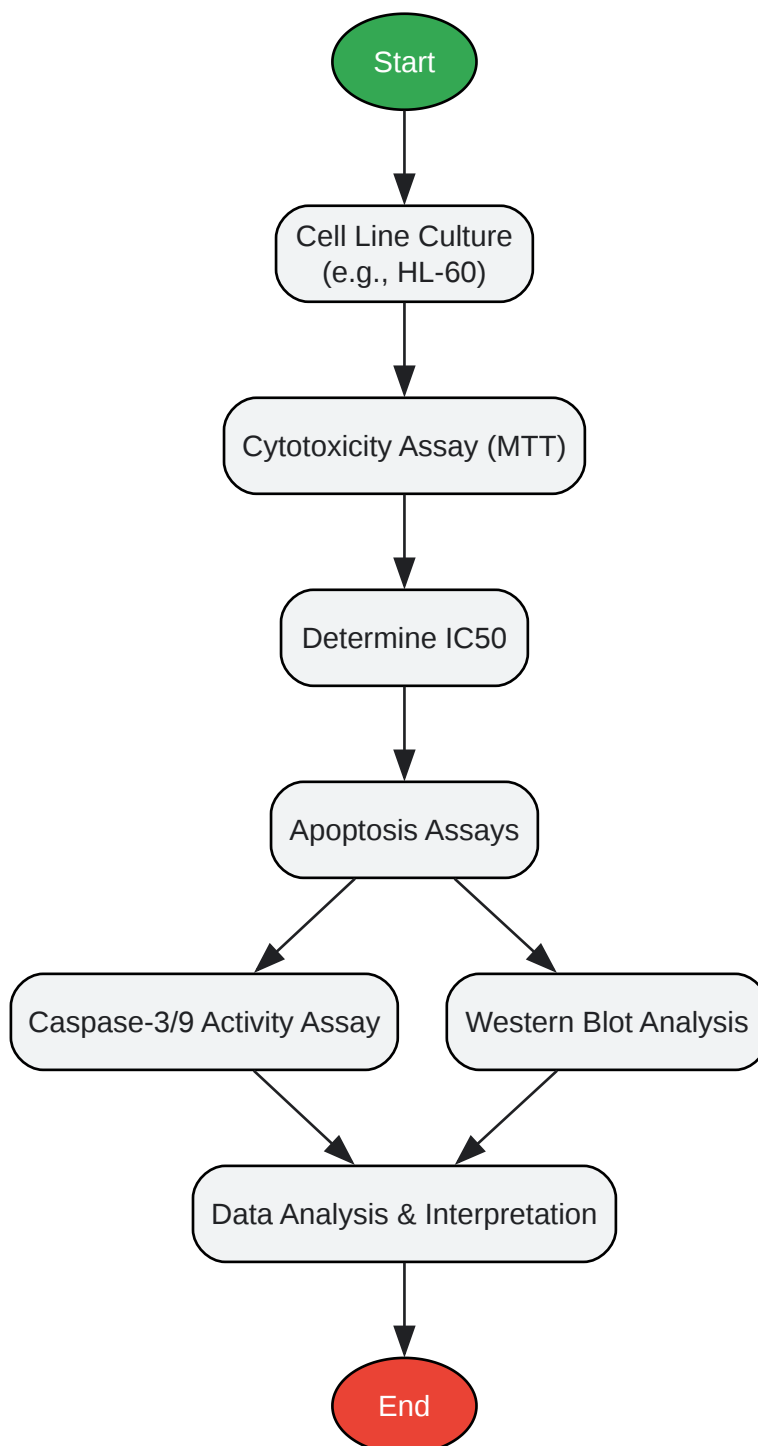 Start
Cell Line Culture
(e.g., HL-60)
Cytotoxicity Assay (MTT)
Determine IC50
Apoptosis Assays
Caspase-3/9 Activity Assay
Western Blot Analysis
Data Analysis & Interpretation
End